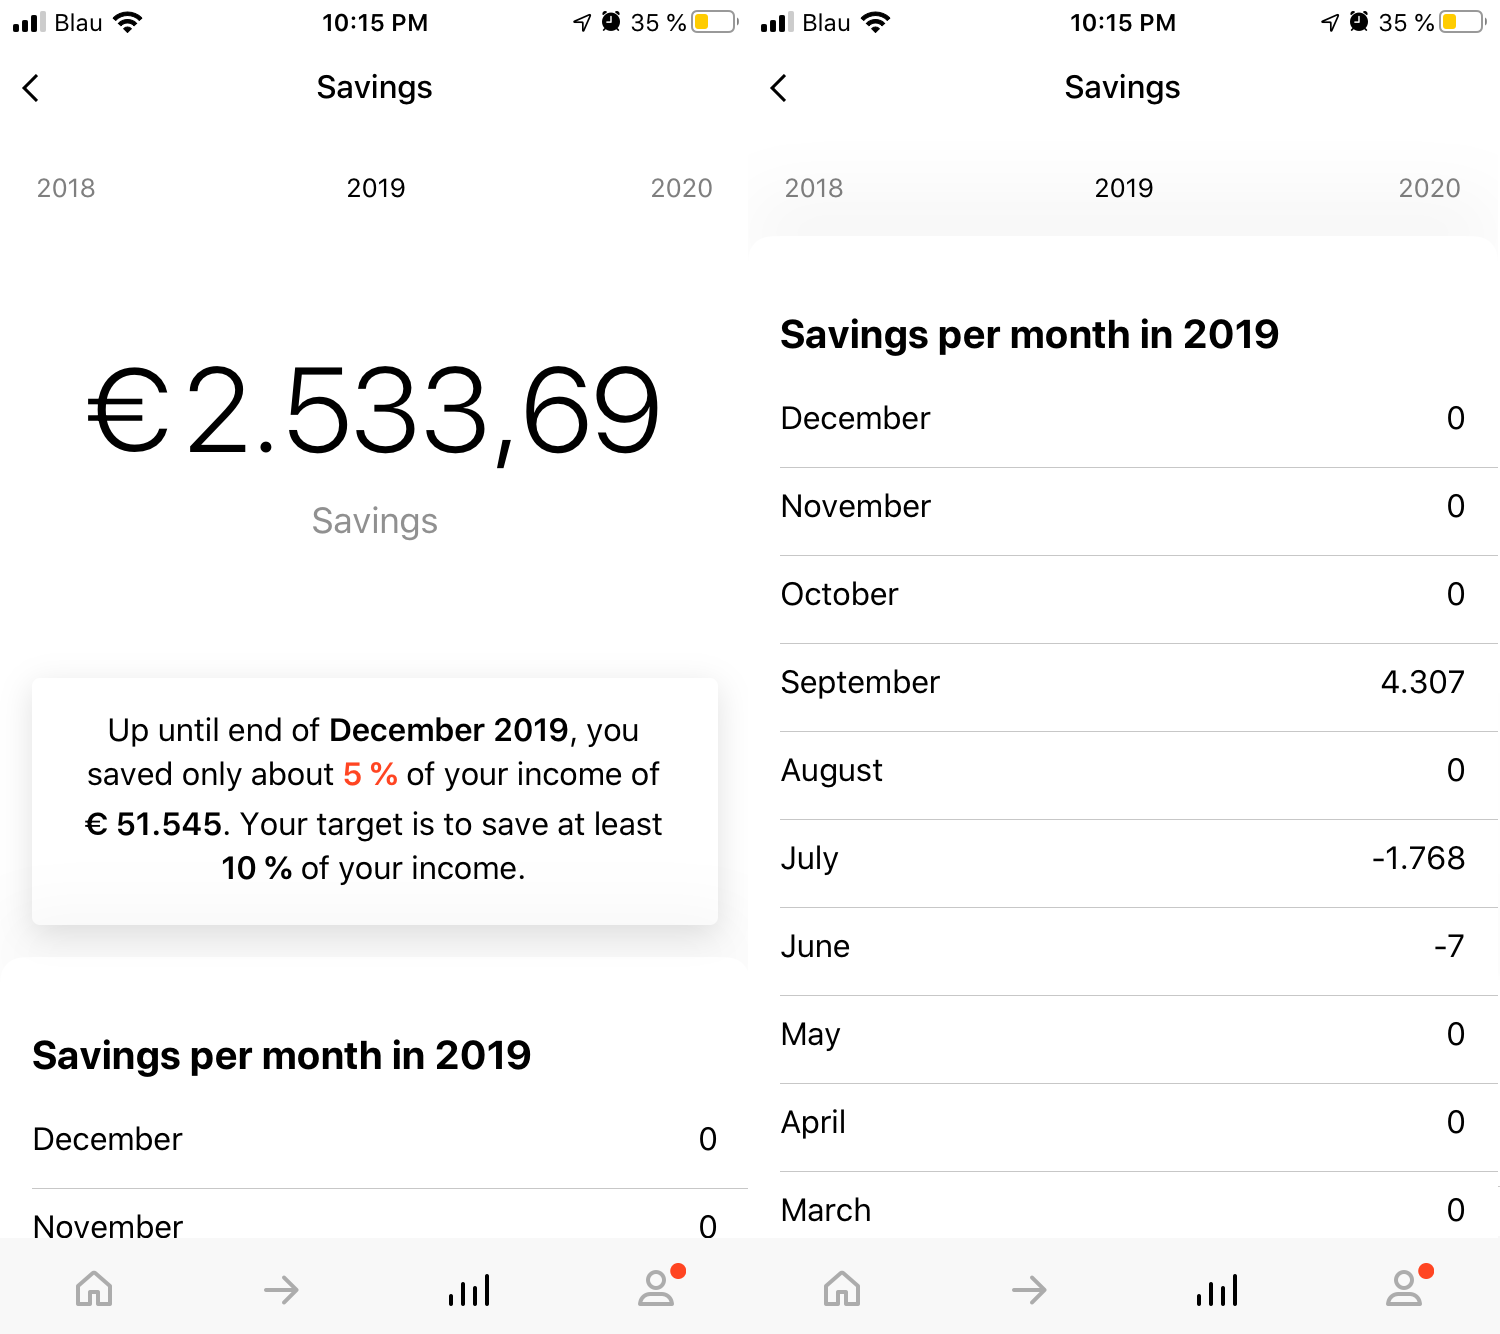 Blau
10:15 PM
35 %
Savings
2018
2019
2020
€ 2.533,69
Savings
Up until end of December 2019, you
saved only about 5 % of your income of
€ 51.545. Your target is to save at least
10 % of your income.
Savings per month in 2019
December 0
November 0
Blau
10:15 PM
35 %
Savings
2018
2019
2020
Savings per month in 2019
December 0
November 0
October 0
September 4.307
August 0
July -1.768
June -7
May 0
April 0
March 0